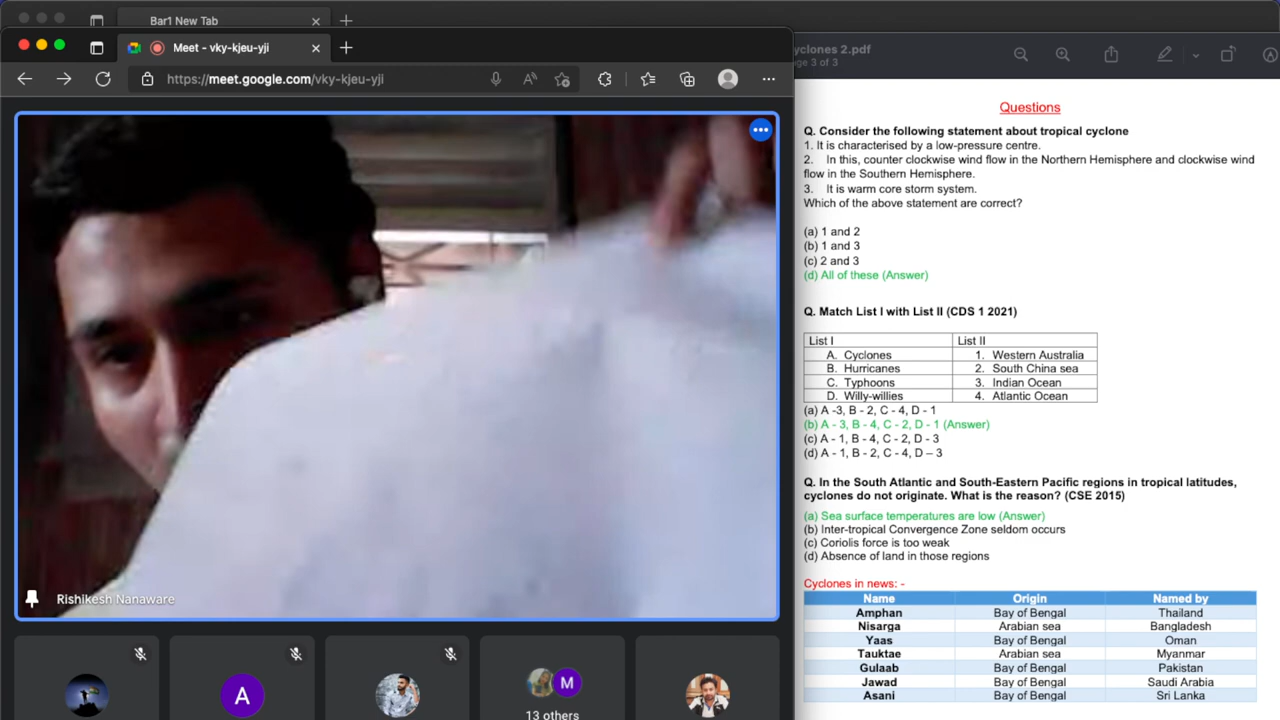 Bar1 New Tab
Meet - vky-kjeu-yji
https://meet.google.com/vky-kjeu-yji
Rishikesh Nanaware
A
M
13 others
yclones 2.pdf
ge 3 of 3
Questions
Q. Consider the following statement about tropical cyclone
1. It is characterised by a low-pressure centre.
2. In this, counter clockwise wind flow in the Northern Hemisphere and clockwise wind
flow in the Southern Hemisphere.
3. It is warm core storm system.
Which of the above statement are correct?
(a) 1 and 2
(b) 1 and 3
(c) 2 and 3
(d) All of these (Answer)
Q. Match List I with List II (CDS 1 2021)
List I List II
A. Cyclones 1. Western Australia
B. Hurricanes 2. South China sea
C. Typhoons 3. Indian Ocean
D. Willy-willies 4. Atlantic Ocean
(a) A -3, B - 2, C - 4, D - 1
(b) A - 3, B - 4, C - 2, D - 1 (Answer)
(c) A - 1, B - 4, C - 2, D - 3
(d) A - 1, B - 2, C - 4, D – 3
Q. In the South Atlantic and South-Eastern Pacific regions in tropical latitudes,
cyclones do not originate. What is the reason? (CSE 2015)
(a) Sea surface temperatures are low (Answer)
(b) Inter-tropical Convergence Zone seldom occurs
(c) Coriolis force is too weak
(d) Absence of land in those regions
Cyclones in news: -
Name Origin Named by
Amphan Bay of Bengal Thailand
Nisarga Arabian sea Bangladesh
Yaas Bay of Bengal Oman
Tauktae Arabian sea Myanmar
Gulaab Bay of Bengal Pakistan
Jawad Bay of Bengal Saudi Arabia
Asani Bay of Bengal Sri Lanka